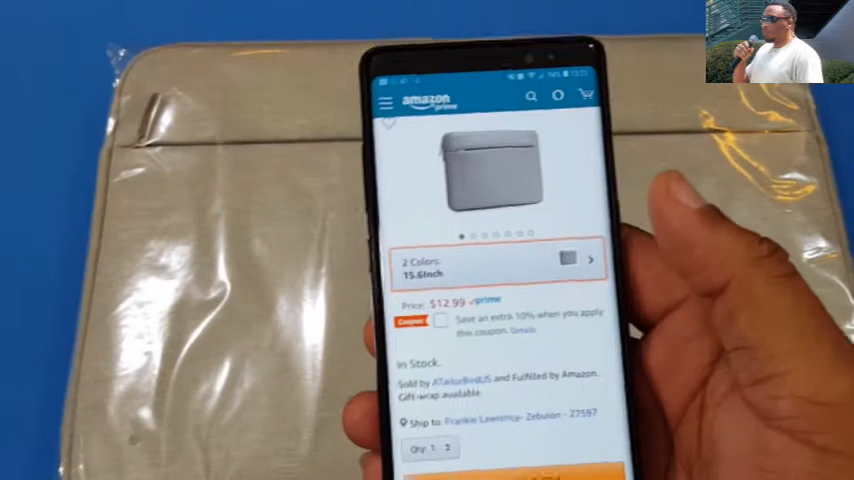 13:21
amazon
prime
2 Colors:
15.6Inch
Price: $12.99 prime
Coupon Save an extra 10% when you apply
this coupon. Details
In Stock.
Sold by ATailorBirdUS and Fulfilled by Amazon.
Gift-wrap available.
Ship to: Frankie Lawrence- Zebulon - 27597
Qty: 1